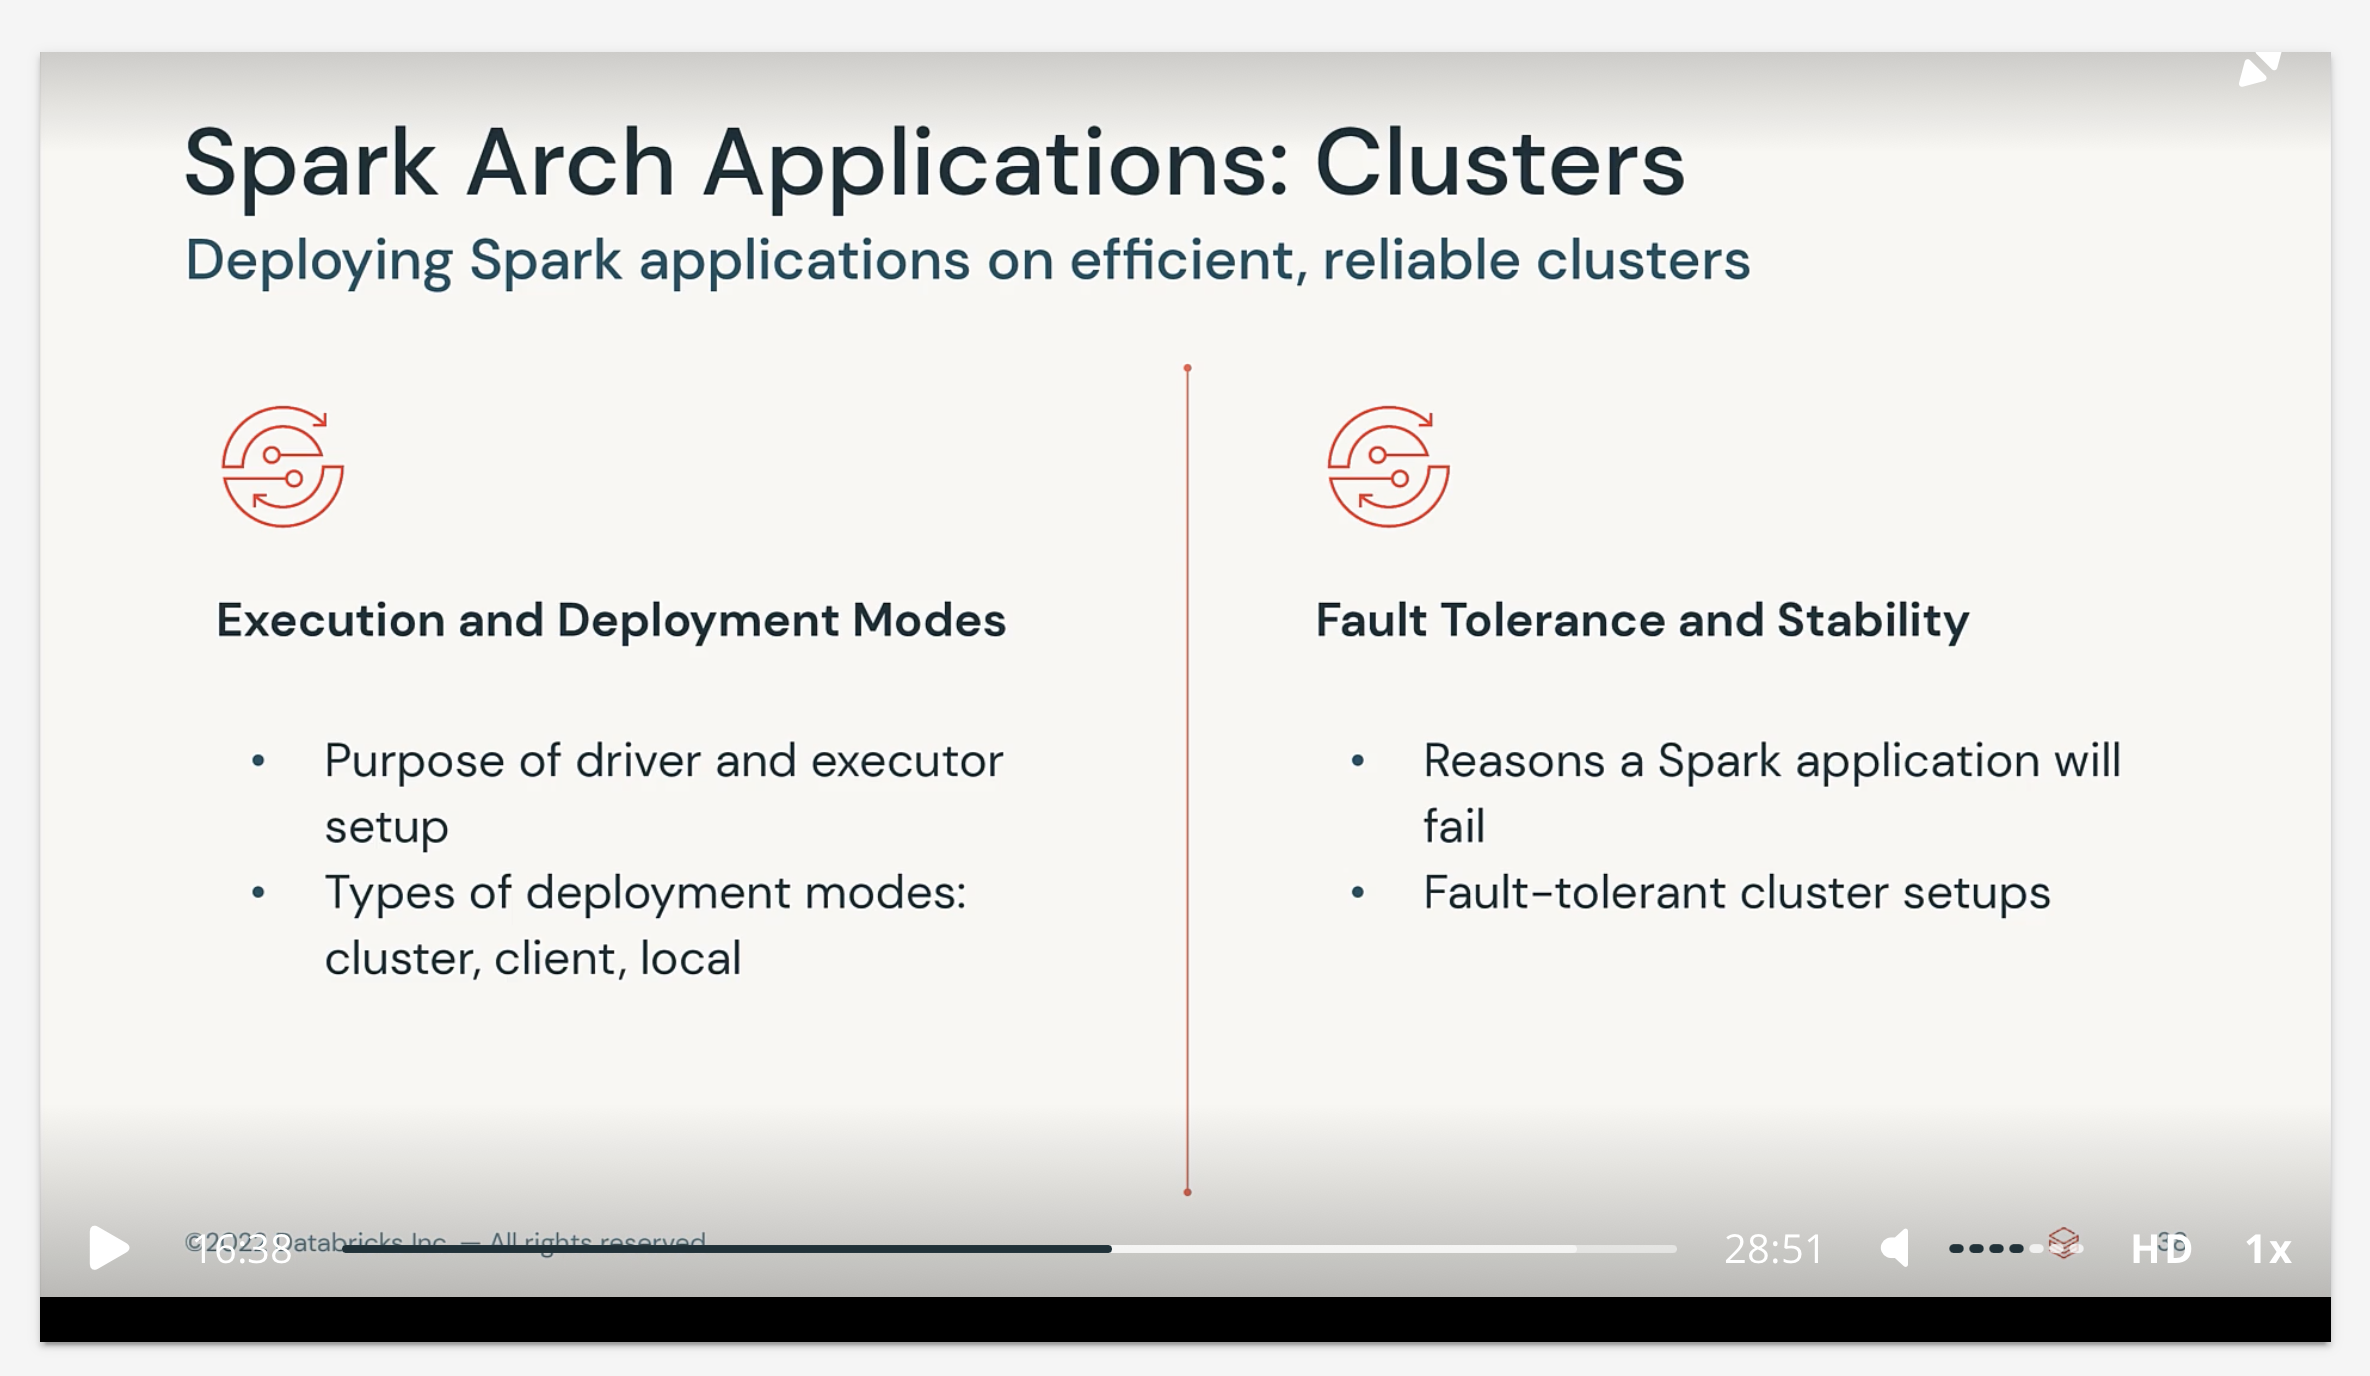 Spark Arch Applications: Clusters
Deploying Spark applications on efficient, reliable clusters
Execution and Deployment Modes
• Purpose of driver and executor
setup
• Types of deployment modes:
cluster, client, local
Fault Tolerance and Stability
• Reasons a Spark application will
fail
• Fault-tolerant cluster setups
©2022 Databricks Inc. — All rights reserved
16:38
28:51
HD
1x